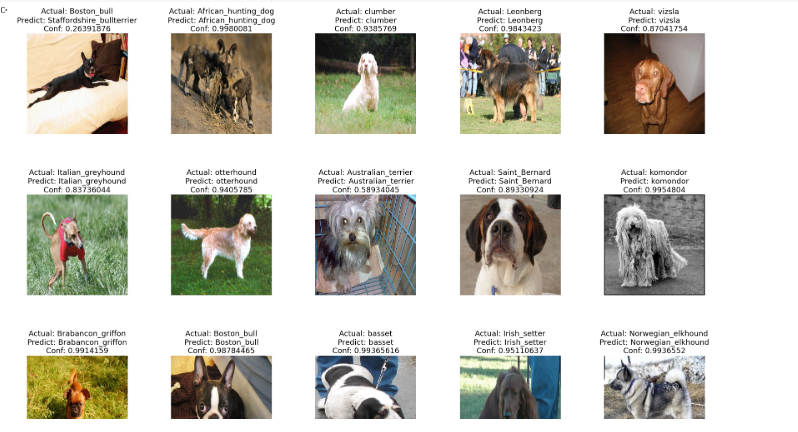 Actual: Boston_bull
Predict: Staffordshire_bullterrier
Conf: 0.26391876
Actual: African_hunting_dog
Predict: African_hunting_dog
Conf: 0.9980081
Actual: clumber
Predict: clumber
Conf: 0.9385769
Actual: Leonberg
Predict: Leonberg
Conf: 0.9843423
Actual: vizsla
Predict: vizsla
Conf: 0.87041754
Actual: Italian_greyhound
Predict: Italian_greyhound
Conf: 0.83736044
Actual: otterhound
Predict: otterhound
Conf: 0.9405785
Actual: Australian_terrier
Predict: Australian_terrier
Conf: 0.58934045
Actual: Saint_Bernard
Predict: Saint_Bernard
Conf: 0.89330924
Actual: komondor
Predict: komondor
Conf: 0.9954804
Actual: Brabancon_griffon
Predict: Brabancon_griffon
Conf: 0.9914159
Actual: Boston_bull
Predict: Boston_bull
Conf: 0.98784465
Actual: basset
Predict: basset
Conf: 0.99365616
Actual: Irish_setter
Predict: Irish_setter
Conf: 0.95110637
Actual: Norwegian_elkhound
Predict: Norwegian_elkhound
Conf: 0.9936552